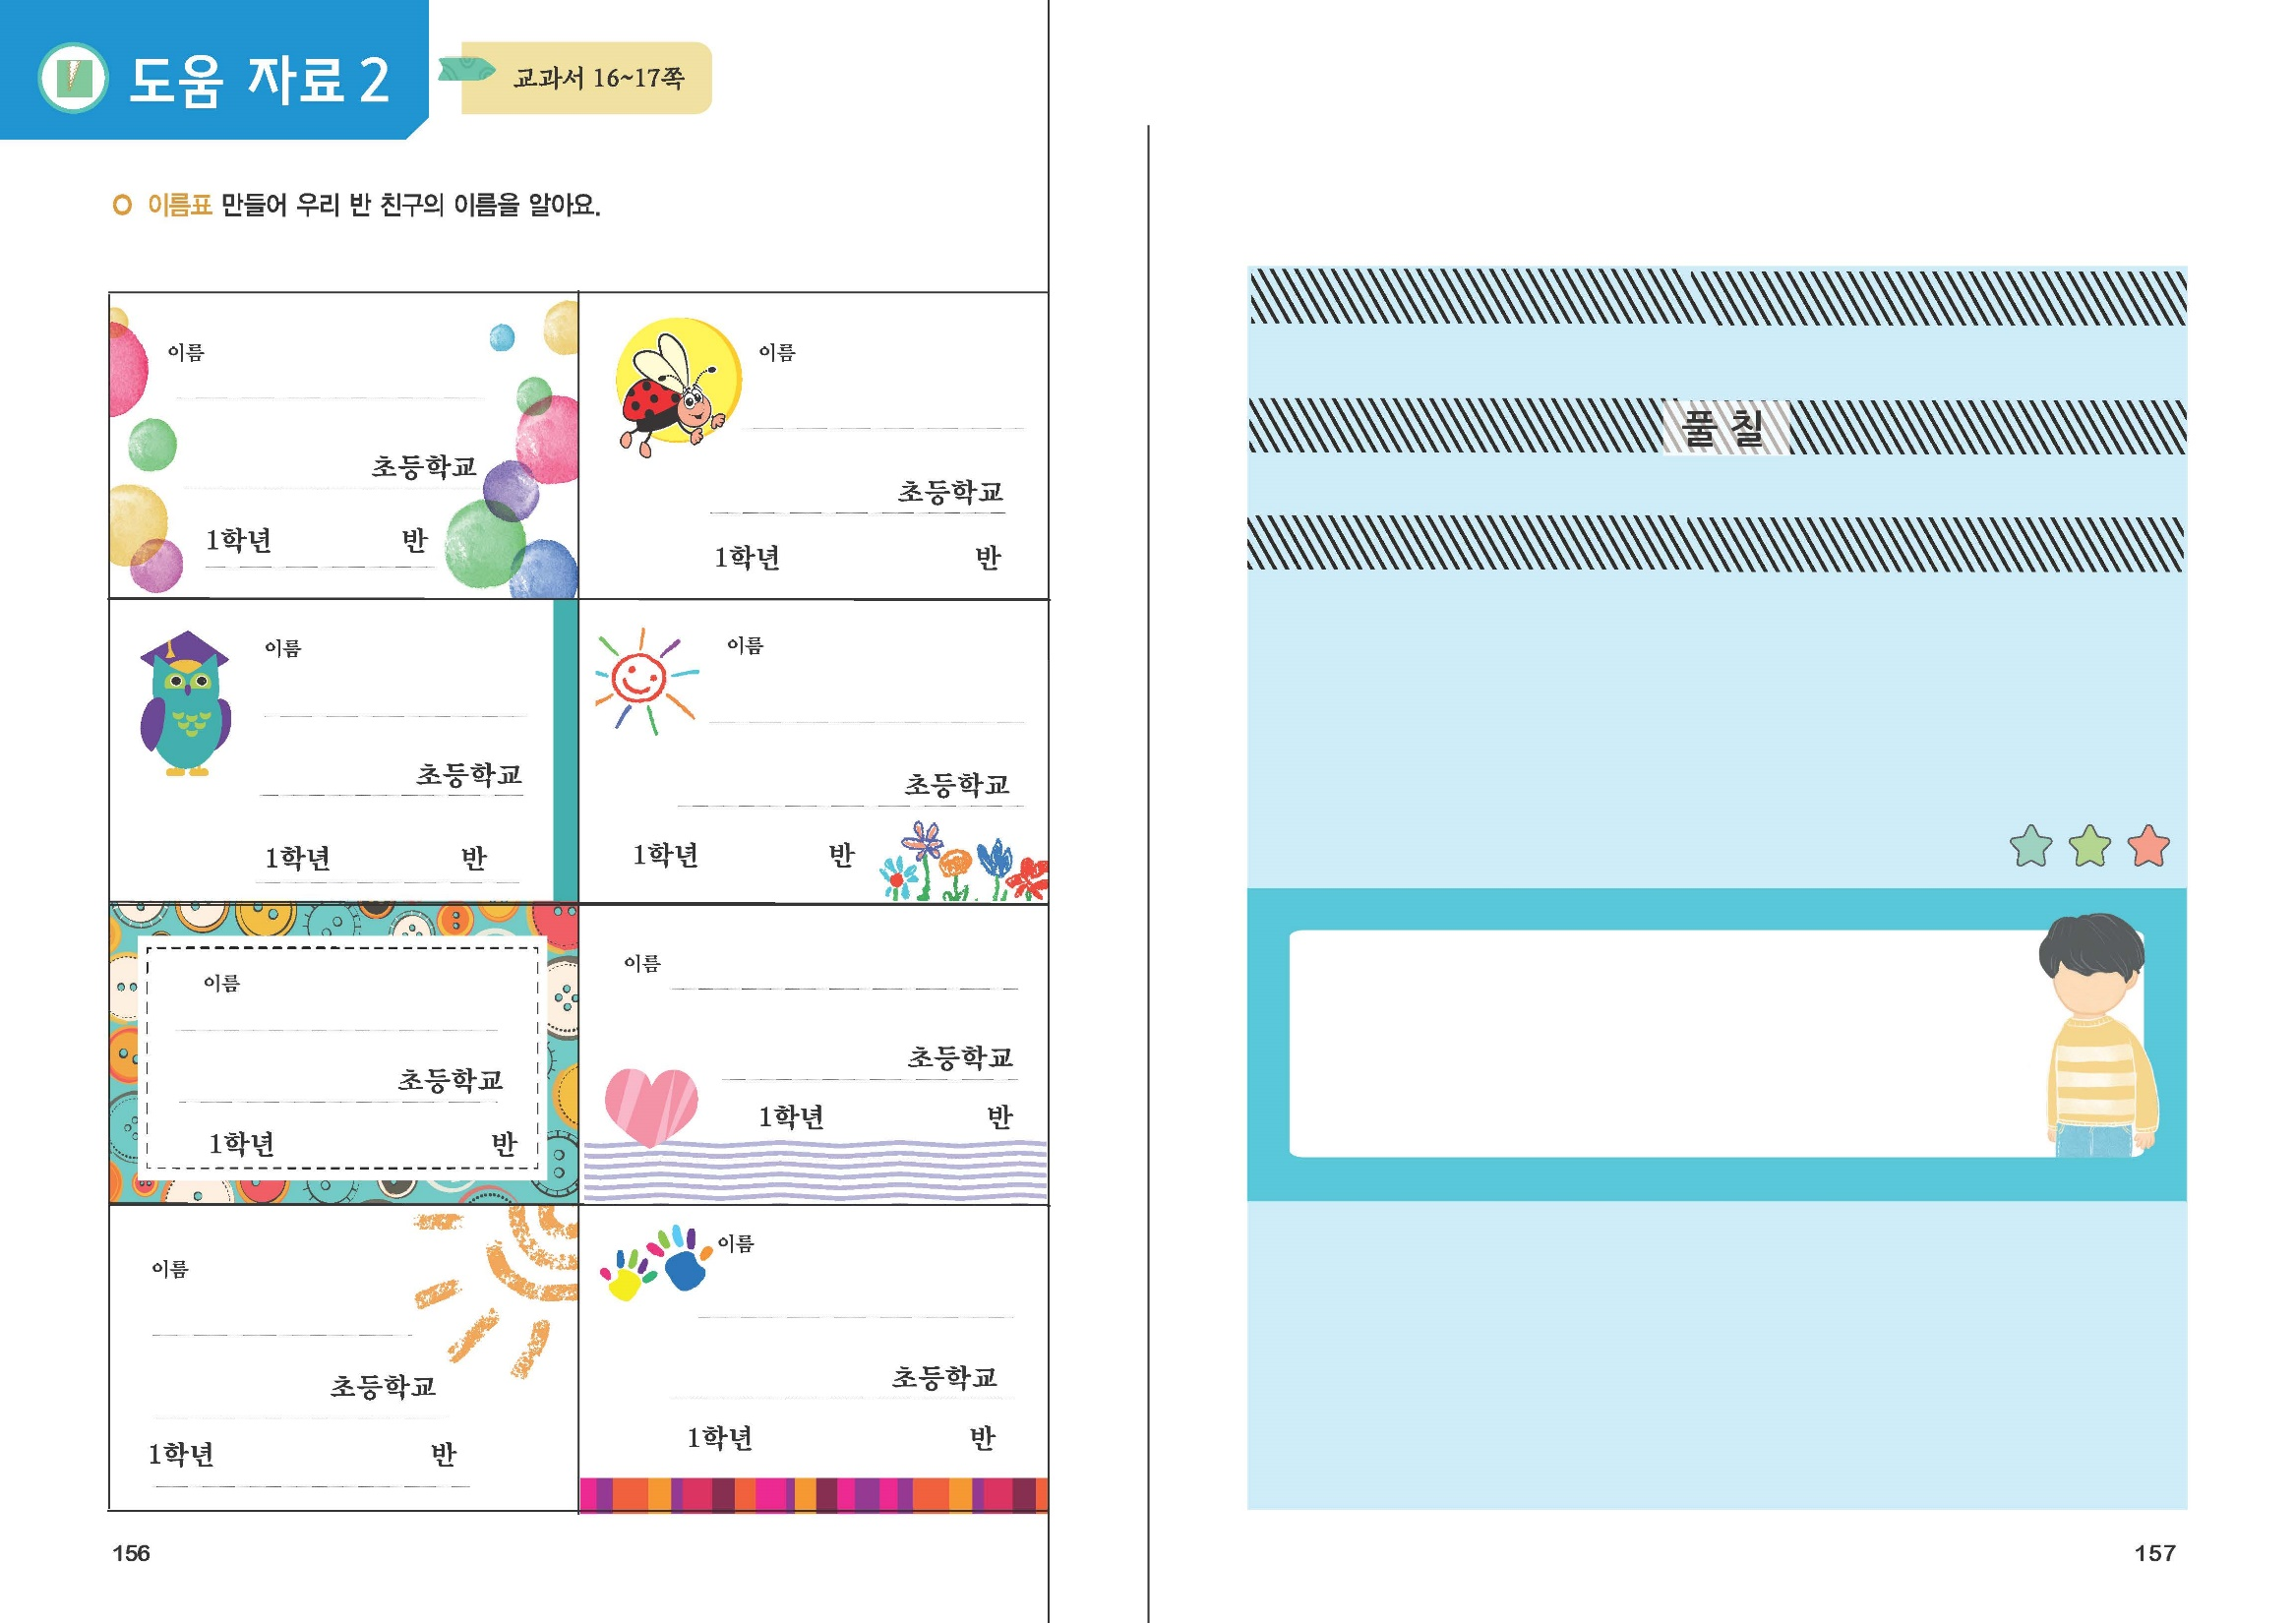 도움 자료 2
교과서 16~17쪽
이름표 만들어 우리 반 친구의 이름을 알아요.
이름
초등학교
1학년 반
이름
초등학교
1학년 반
이름
초등학교
1학년 반
이름
초등학교
1학년 반
이름
초등학교
1학년 반
이름
초등학교
1학년 반
이름
초등학교
1학년 반
이름
초등학교
1학년 반
156
풀 칠
157